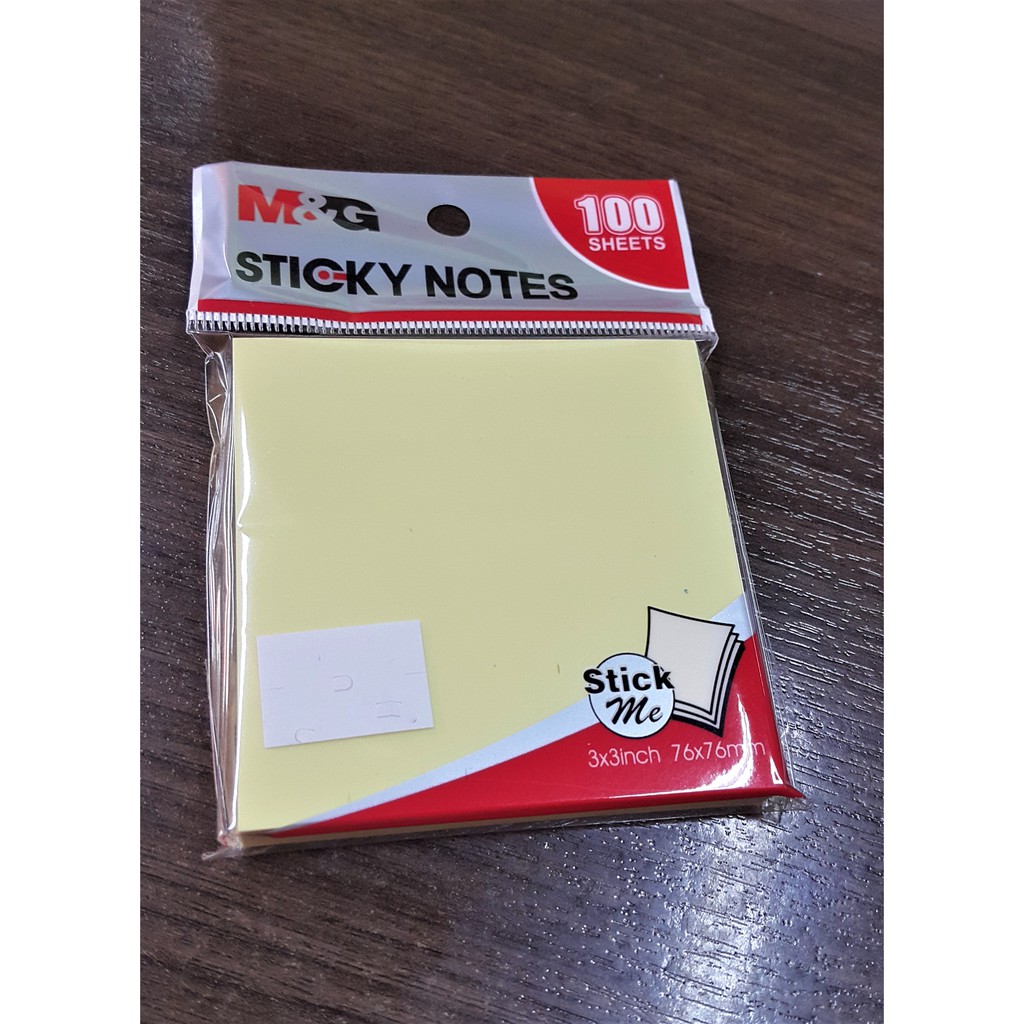 M&G
100
SHEETS
STICKY NOTES
Stick
Me
3x3inch 76x76mm